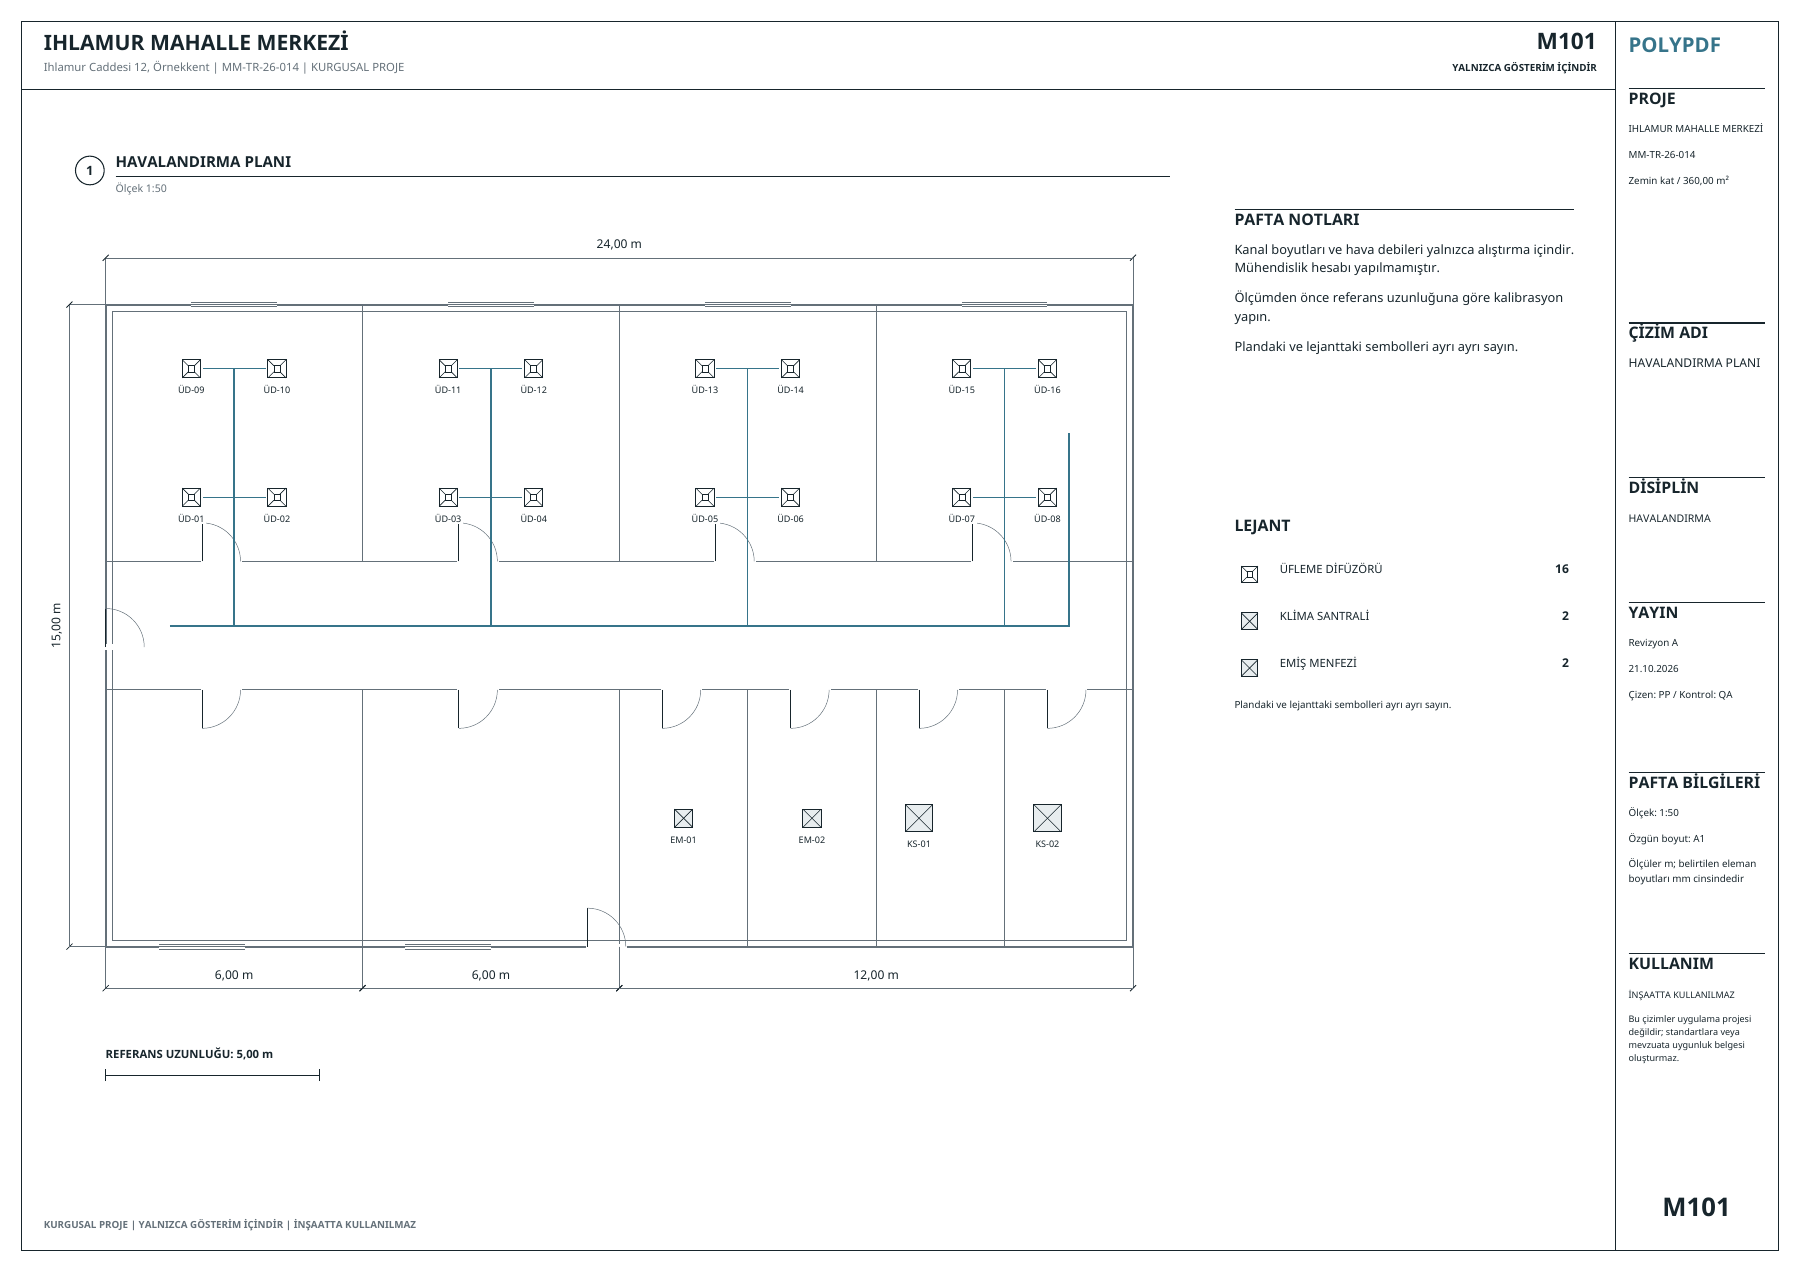 IHLAMUR MAHALLE MERKEZİ
Ihlamur Caddesi 12, Örnekkent | MM-TR-26-014 | KURGUSAL PROJE
M101
YALNIZCA GÖSTERİM İÇİNDİR
1
HAVALANDIRMA PLANI
Ölçek 1:50
24,00 m
15,00 m
ÜD-09
ÜD-10
ÜD-11
ÜD-12
ÜD-13
ÜD-14
ÜD-15
ÜD-16
ÜD-01
ÜD-02
ÜD-03
ÜD-04
ÜD-05
ÜD-06
ÜD-07
ÜD-08
EM-01
EM-02
KS-01
KS-02
6,00 m
6,00 m
12,00 m
REFERANS UZUNLUĞU: 5,00 m
PAFTA NOTLARI
Kanal boyutları ve hava debileri yalnızca alıştırma içindir.
Mühendislik hesabı yapılmamıştır.
Ölçümden önce referans uzunluğuna göre kalibrasyon
yapın.
Plandaki ve lejanttaki sembolleri ayrı ayrı sayın.
LEJANT
ÜFLEME DİFÜZÖRÜ 16
KLİMA SANTRALİ 2
EMİŞ MENFEZİ 2
Plandaki ve lejanttaki sembolleri ayrı ayrı sayın.
POLYPDF
PROJE
IHLAMUR MAHALLE MERKEZİ
MM-TR-26-014
Zemin kat / 360,00 m²
ÇİZİM ADI
HAVALANDIRMA PLANI
DİSİPLİN
HAVALANDIRMA
YAYIN
Revizyon A
21.10.2026
Çizen: PP / Kontrol: QA
PAFTA BİLGİLERİ
Ölçek: 1:50
Özgün boyut: A1
Ölçüler m; belirtilen eleman
boyutları mm cinsindedir
KULLANIM
İNŞAATTA KULLANILMAZ
Bu çizimler uygulama projesi
değildir; standartlara veya
mevzuata uygunluk belgesi
oluşturmaz.
M101
KURGUSAL PROJE | YALNIZCA GÖSTERİM İÇİNDİR | İNŞAATTA KULLANILMAZ